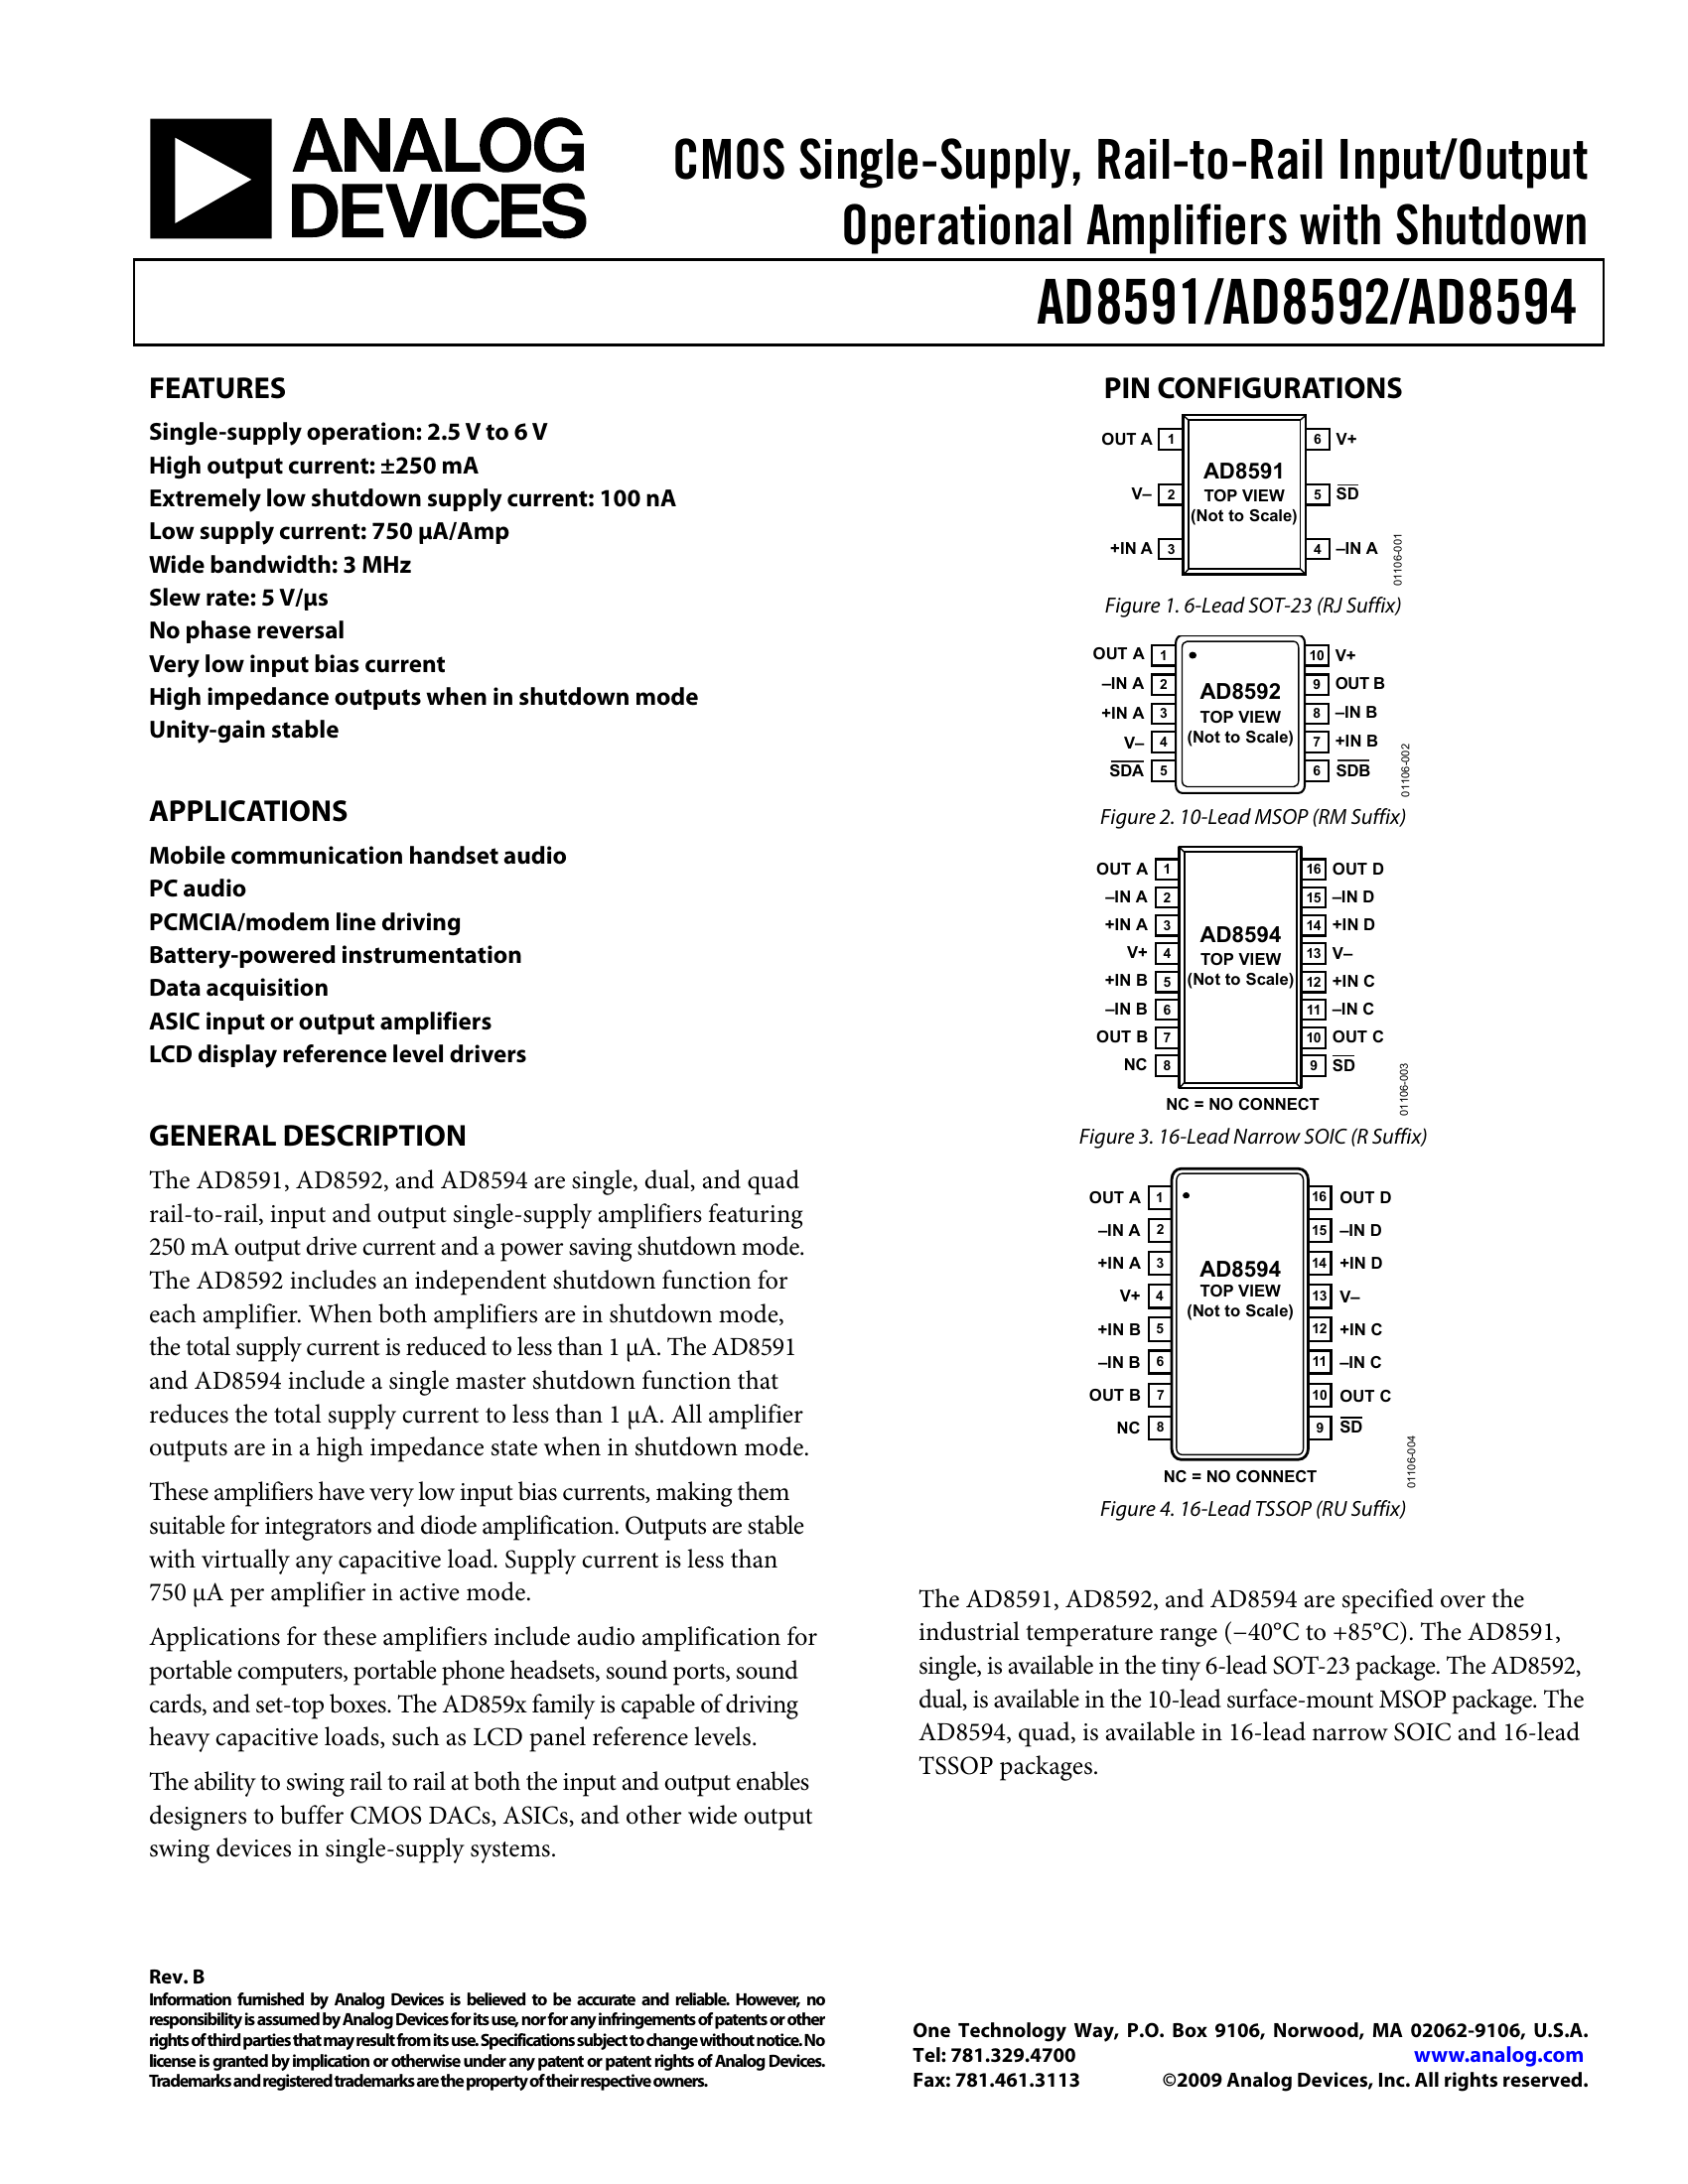 ANALOG
DEVICES
CMOS Single-Supply, Rail-to-Rail Input/Output
Operational Amplifiers with Shutdown
AD8591/AD8592/AD8594
FEATURES
Single-supply operation: 2.5 V to 6 V
High output current: ±250 mA
Extremely low shutdown supply current: 100 nA
Low supply current: 750 μA/Amp
Wide bandwidth: 3 MHz
Slew rate: 5 V/μs
No phase reversal
Very low input bias current
High impedance outputs when in shutdown mode
Unity-gain stable
APPLICATIONS
Mobile communication handset audio
PC audio
PCMCIA/modem line driving
Battery-powered instrumentation
Data acquisition
ASIC input or output amplifiers
LCD display reference level drivers
GENERAL DESCRIPTION
The AD8591, AD8592, and AD8594 are single, dual, and quad
rail-to-rail, input and output single-supply amplifiers featuring
250 mA output drive current and a power saving shutdown mode.
The AD8592 includes an independent shutdown function for
each amplifier. When both amplifiers are in shutdown mode,
the total supply current is reduced to less than 1 μA. The AD8591
and AD8594 include a single master shutdown function that
reduces the total supply current to less than 1 μA. All amplifier
outputs are in a high impedance state when in shutdown mode.
These amplifiers have very low input bias currents, making them
suitable for integrators and diode amplification. Outputs are stable
with virtually any capacitive load. Supply current is less than
750 μA per amplifier in active mode.
Applications for these amplifiers include audio amplification for
portable computers, portable phone headsets, sound ports, sound
cards, and set-top boxes. The AD859x family is capable of driving
heavy capacitive loads, such as LCD panel reference levels.
The ability to swing rail to rail at both the input and output enables
designers to buffer CMOS DACs, ASICs, and other wide output
swing devices in single-supply systems.
PIN CONFIGURATIONS
OUT A 1 6 V+
AD8591
V– 2 TOP VIEW 5 SD
(Not to Scale)
+IN A 3 4 –IN A
01106-001
Figure 1. 6-Lead SOT-23 (RJ Suffix)
OUT A 1 10 V+
–IN A 2 AD8592 9 OUT B
+IN A 3 TOP VIEW 8 –IN B
V– 4 (Not to Scale) 7 +IN B
SDA 5 6 SDB
01106-002
Figure 2. 10-Lead MSOP (RM Suffix)
OUT A 1 16 OUT D
–IN A 2 15 –IN D
+IN A 3 AD8594 14 +IN D
V+ 4 TOP VIEW 13 V–
+IN B 5 (Not to Scale) 12 +IN C
–IN B 6 11 –IN C
OUT B 7 10 OUT C
NC 8 9 SD
NC = NO CONNECT
01106-003
Figure 3. 16-Lead Narrow SOIC (R Suffix)
OUT A 1 16 OUT D
–IN A 2 15 –IN D
+IN A 3 AD8594 14 +IN D
V+ 4 TOP VIEW 13 V–
(Not to Scale)
+IN B 5 12 +IN C
–IN B 6 11 –IN C
OUT B 7 10 OUT C
NC 8 9 SD
NC = NO CONNECT
01106-004
Figure 4. 16-Lead TSSOP (RU Suffix)
The AD8591, AD8592, and AD8594 are specified over the
industrial temperature range (−40°C to +85°C). The AD8591,
single, is available in the tiny 6-lead SOT-23 package. The AD8592,
dual, is available in the 10-lead surface-mount MSOP package. The
AD8594, quad, is available in 16-lead narrow SOIC and 16-lead
TSSOP packages.
Rev. B
Information furnished by Analog Devices is believed to be accurate and reliable. However, no
responsibility is assumed by Analog Devices for its use, nor for any infringements of patents or other
rights of third parties that may result from its use. Specifications subject to change without notice. No
license is granted by implication or otherwise under any patent or patent rights of Analog Devices.
Trademarks and registered trademarks are the property of their respective owners.
One Technology Way, P.O. Box 9106, Norwood, MA 02062-9106, U.S.A.
Tel: 781.329.4700 www.analog.com
Fax: 781.461.3113 ©2009 Analog Devices, Inc. All rights reserved.